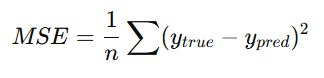 MSE = \frac{1}{n} \sum (y_{true} - y_{pred})^2